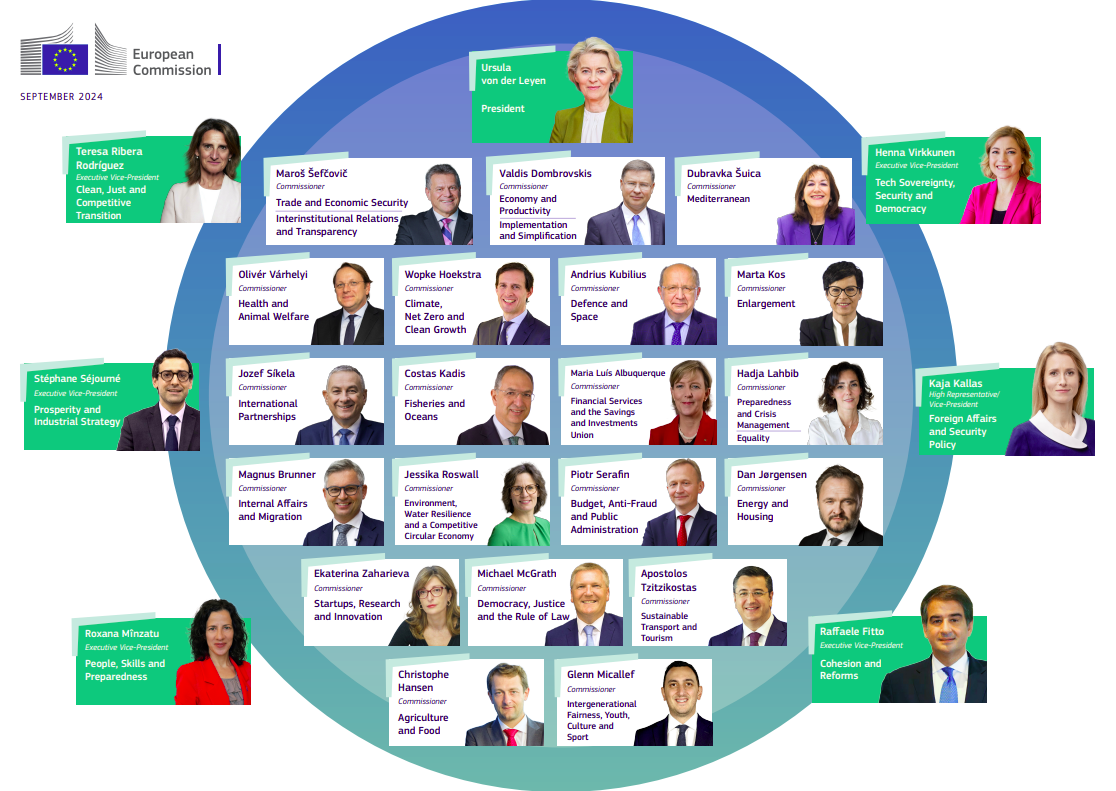 European
Commission
SEPTEMBER 2024
Ursula
von der Leyen
President
Teresa Ribera
Rodríguez
Executive Vice-President
Clean, Just and
Competitive
Transition
Henna Virkkunen
Executive Vice-President
Tech Sovereignty,
Security and
Democracy
Maroš Šefčovič
Commissioner
Trade and Economic Security
Interinstitutional Relations
and Transparency
Valdis Dombrovskis
Commissioner
Economy and
Productivity
Implementation
and Simplification
Dubravka Šuica
Commissioner
Mediterranean
Olivér Várhelyi
Commissioner
Health and
Animal Welfare
Wopke Hoekstra
Commissioner
Climate,
Net Zero and
Clean Growth
Andrius Kubilius
Commissioner
Defence and
Space
Marta Kos
Commissioner
Enlargement
Stéphane Séjourné
Executive Vice-President
Prosperity and
Industrial Strategy
Jozef Síkela
Commissioner
International
Partnerships
Costas Kadis
Commissioner
Fisheries and
Oceans
Maria Luís Albuquerque
Commissioner
Financial Services
and the Savings
and Investments
Union
Hadja Lahbib
Commissioner
Preparedness
and Crisis
Management
Equality
Kaja Kallas
High Representative/
Vice-President
Foreign Affairs
and Security
Policy
Magnus Brunner
Commissioner
Internal Affairs
and Migration
Jessika Roswall
Commissioner
Environment,
Water Resilience
and a Competitive
Circular Economy
Piotr Serafin
Commissioner
Budget, Anti-Fraud
and Public
Administration
Dan Jørgensen
Commissioner
Energy and
Housing
Roxana Mînzatu
Executive Vice-President
People, Skills and
Preparedness
Ekaterina Zaharieva
Commissioner
Startups, Research
and Innovation
Michael McGrath
Commissioner
Democracy, Justice
and the Rule of Law
Apostolos
Tzitzikostas
Commissioner
Sustainable
Transport and
Tourism
Raffaele Fitto
Executive Vice-President
Cohesion and
Reforms
Christophe
Hansen
Commissioner
Agriculture
and Food
Glenn Micallef
Commissioner
Intergenerational
Fairness, Youth,
Culture and
Sport